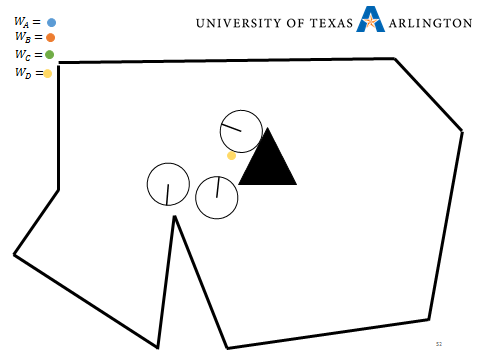 W_A =
UNIVERSITY OF TEXAS A ARLINGTON
W_B =
W_C =
W_D =
52